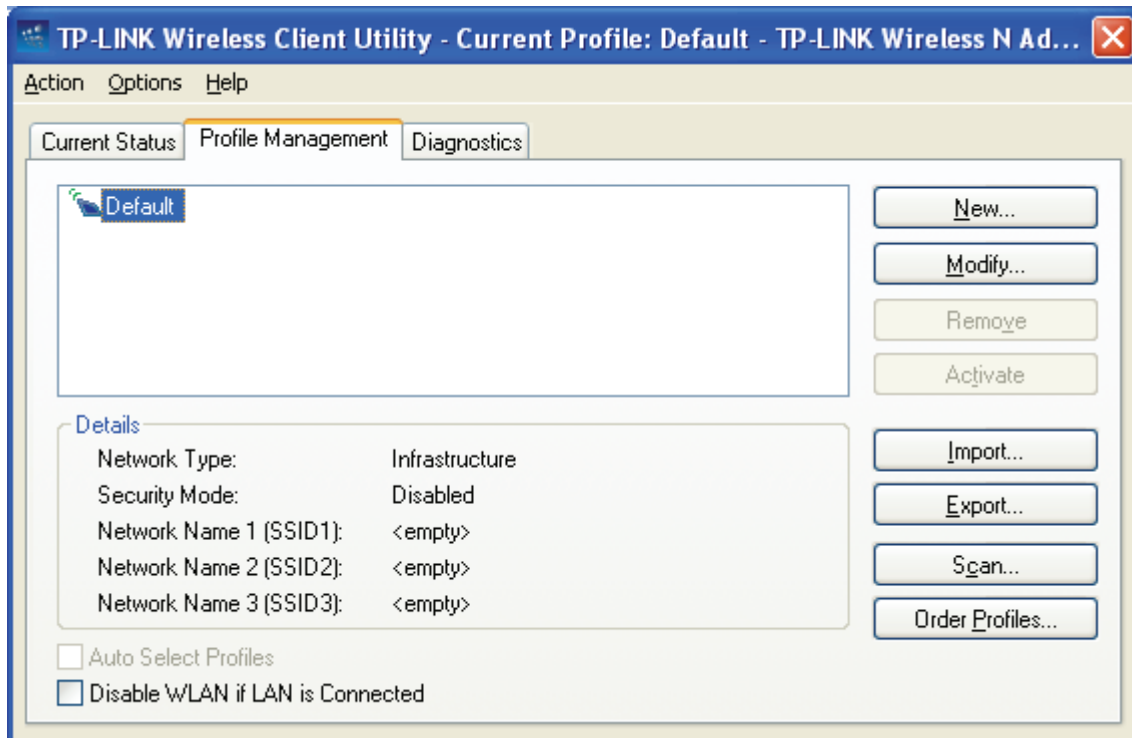 TP-LINK Wireless Client Utility - Current Profile: Default - TP-LINK Wireless N Ad...
Action Options Help
Current Status Profile Management Diagnostics
Default
New...
Modify...
Remove
Activate
Details
Network Type: Infrastructure
Security Mode: Disabled
Network Name 1 (SSID1): <empty>
Network Name 2 (SSID2): <empty>
Network Name 3 (SSID3): <empty>
Import...
Export...
Scan...
Order Profiles...
Auto Select Profiles
Disable WLAN if LAN is Connected